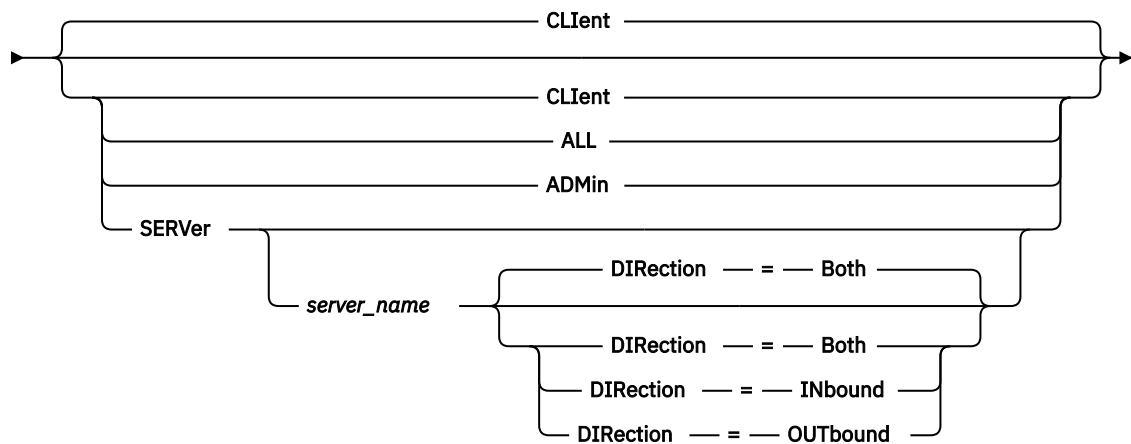 CLIent
CLIent
ALL
ADMin
SERVer
DIRection = Both
server_name
DIRection = Both
DIRection = INbound
DIRection = OUTbound